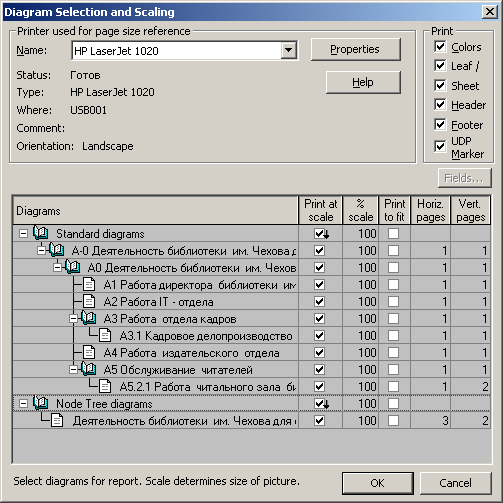 Diagram Selection and Scaling
Printer used for page size reference
Name: HP LaserJet 1020
Properties
Status: Готов
Help
Type: HP LaserJet 1020
Where: USB001
Comment:
Orientation: Landscape
Print
Colors
Leaf /
Sheet
Header
Footer
UDP
Marker
Fields...
Diagrams Print at scale % scale Print to fit Horiz. pages Vert. pages
Standard diagrams 100
A-0 Деятельность библиотеки им. Чехова д 100 1 1
A0 Деятельность библиотеки им. Чехов 100 1 1
A1 Работа директора библиотеки им 100 1 1
A2 Работа IT - отдела 100 1 1
A3 Работа отдела кадров 100 1 1
A3.1 Кадровое делопроизводство 100 1 1
A4 Работа издательского отдела 100 1 1
A5 Обслуживание читателей 100 1 1
A5.2.1 Работа читального зала би 100 1 2
Node Tree diagrams 100
Деятельность библиотеки им. Чехова для 100 3 2
Select diagrams for report. Scale determines size of picture.
OK
Cancel